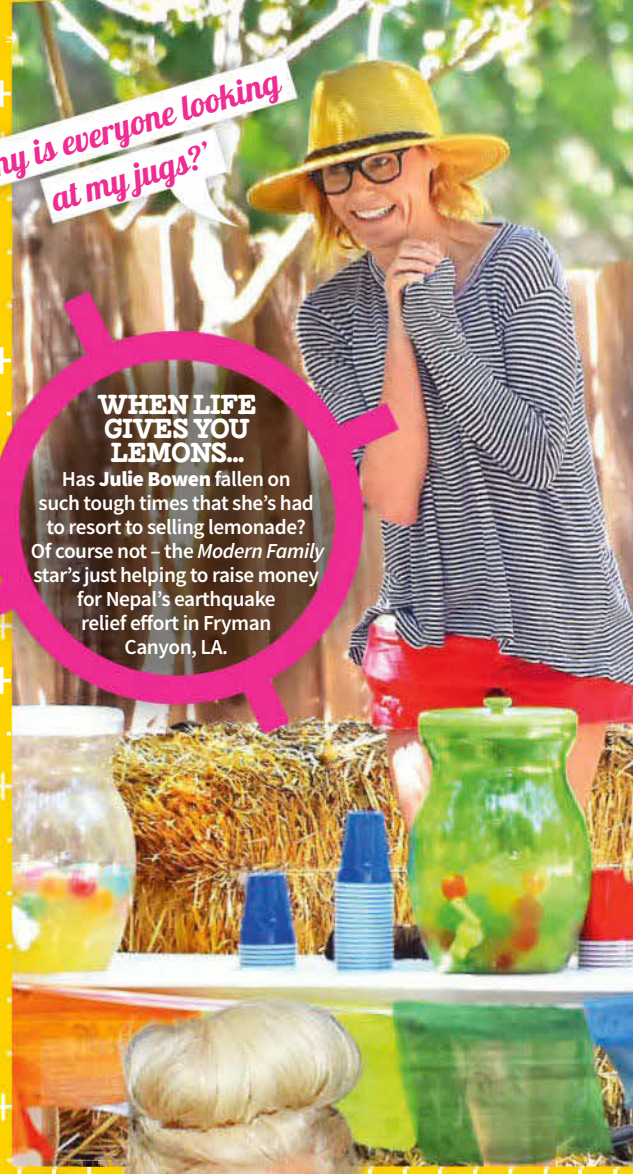 is everyone looking
at my jugs?’
WHEN LIFE
GIVES YOU
LEMONS...
Has Julie Bowen fallen on
such tough times that she’s had
to resort to selling lemonade?
Of course not – the Modern Family
star’s just helping to raise money
for Nepal’s earthquake
relief effort in Fryman
Canyon, LA.